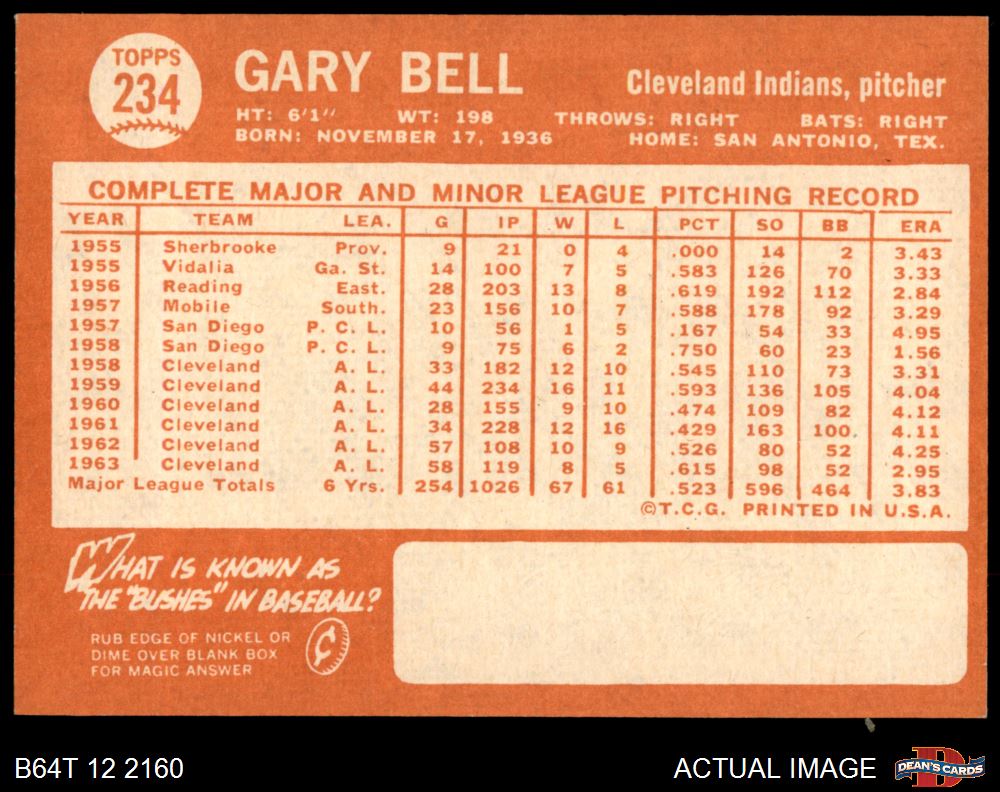 TOPPS
234
GARY BELL
Cleveland Indians, pitcher
HT: 6'1" WT: 198 THROWS: RIGHT BATS: RIGHT
BORN: NOVEMBER 17, 1936 HOME: SAN ANTONIO, TEX.
COMPLETE MAJOR AND MINOR LEAGUE PITCHING RECORD
YEAR TEAM LEA. G IP W L PCT SO BB ERA
1955 Sherbrooke Prov. 9 21 0 4 .000 14 2 3.43
1955 Vidalia Ga. St. 14 100 7 5 .583 126 70 3.33
1956 Reading East. 28 203 13 8 .619 192 112 2.84
1957 Mobile South. 23 156 10 7 .588 178 92 3.29
1957 San Diego P. C. L. 10 56 1 5 .167 54 33 4.95
1958 San Diego P. C. L. 9 75 6 2 .750 60 23 1.56
1958 Cleveland A. L. 33 182 12 10 .545 110 73 3.31
1959 Cleveland A. L. 44 234 16 11 .593 136 105 4.04
1960 Cleveland A. L. 28 155 9 10 .474 109 82 4.12
1961 Cleveland A. L. 34 228 12 16 .429 163 100 4.11
1962 Cleveland A. L. 57 108 10 9 .526 80 52 4.25
1963 Cleveland A. L. 58 119 8 5 .615 98 52 2.95
Major League Totals 6 Yrs. 254 1026 67 61 .523 596 464 3.83
©T.C.G. PRINTED IN U.S.A.
WHAT IS KNOWN AS
THE "BUSHES" IN BASEBALL?
RUB EDGE OF NICKEL OR
DIME OVER BLANK BOX
FOR MAGIC ANSWER
¢
B64T 12 2160
ACTUAL IMAGE
D
DEAN'S CARDS